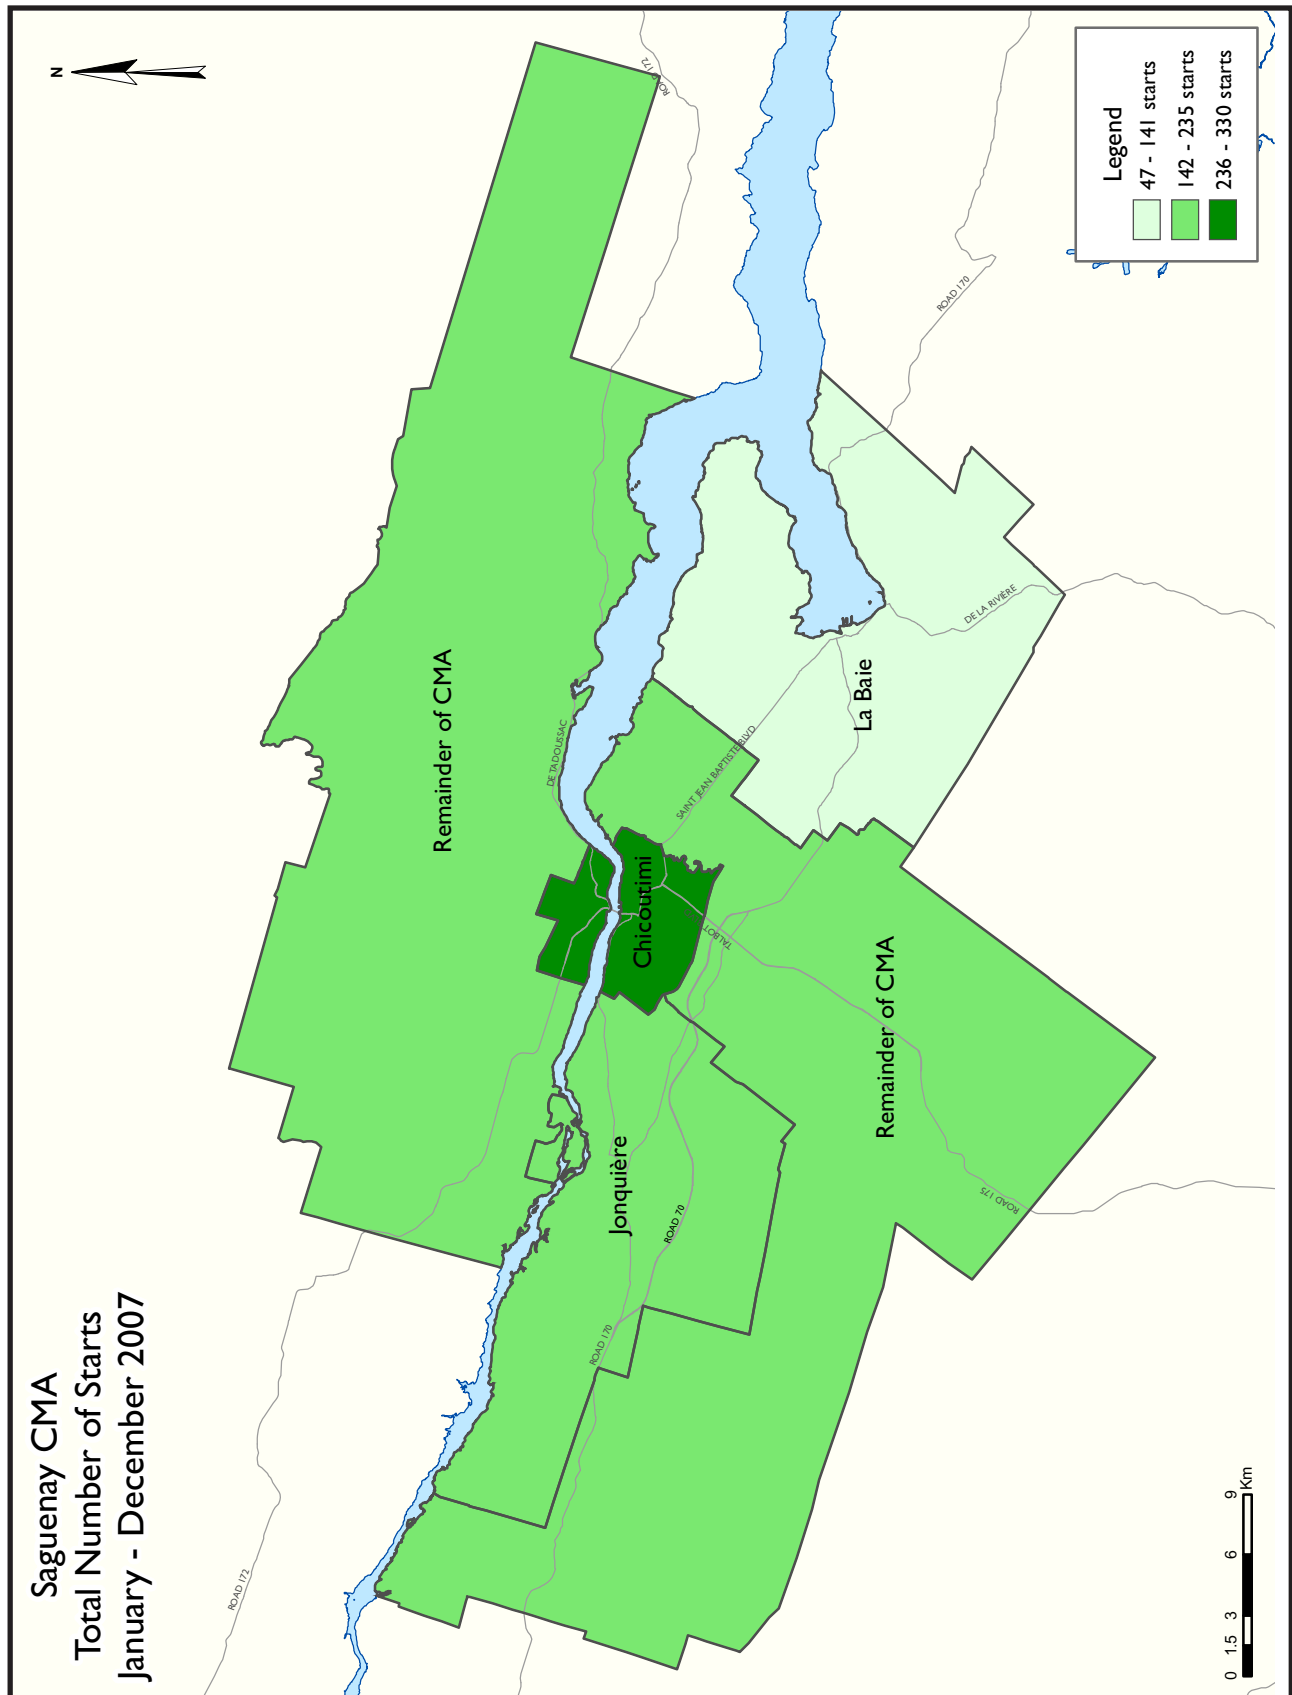 Saguenay CMA
Total Number of Starts
January - December 2007
N
ROAD 172
ROAD 172
Remainder of CMA
DE TADOUSSAC
Chicoutimi
SAINT JEAN BAPTISTE BLVD
TALBOT
Jonquière
ROAD 70
ROAD 170
La Baie
DE LA RIVIÈRE
ROAD 170
Remainder of CMA
ROAD 175
Legend
47 - 141 starts
142 - 235 starts
236 - 330 starts
0 1.5 3 6 9
Km